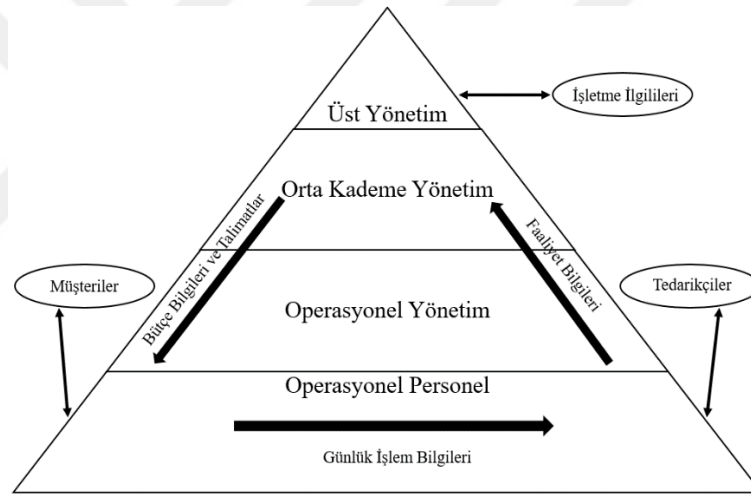 İşletme İlgilileri
Üst Yönetim
Orta Kademe Yönetim
Bütçe Bilgileri ve Talimatlar
Faaliyet Bilgileri
Müşteriler
Tedarikçiler
Operasyonel Yönetim
Operasyonel Personel
Günlük İşlem Bilgileri